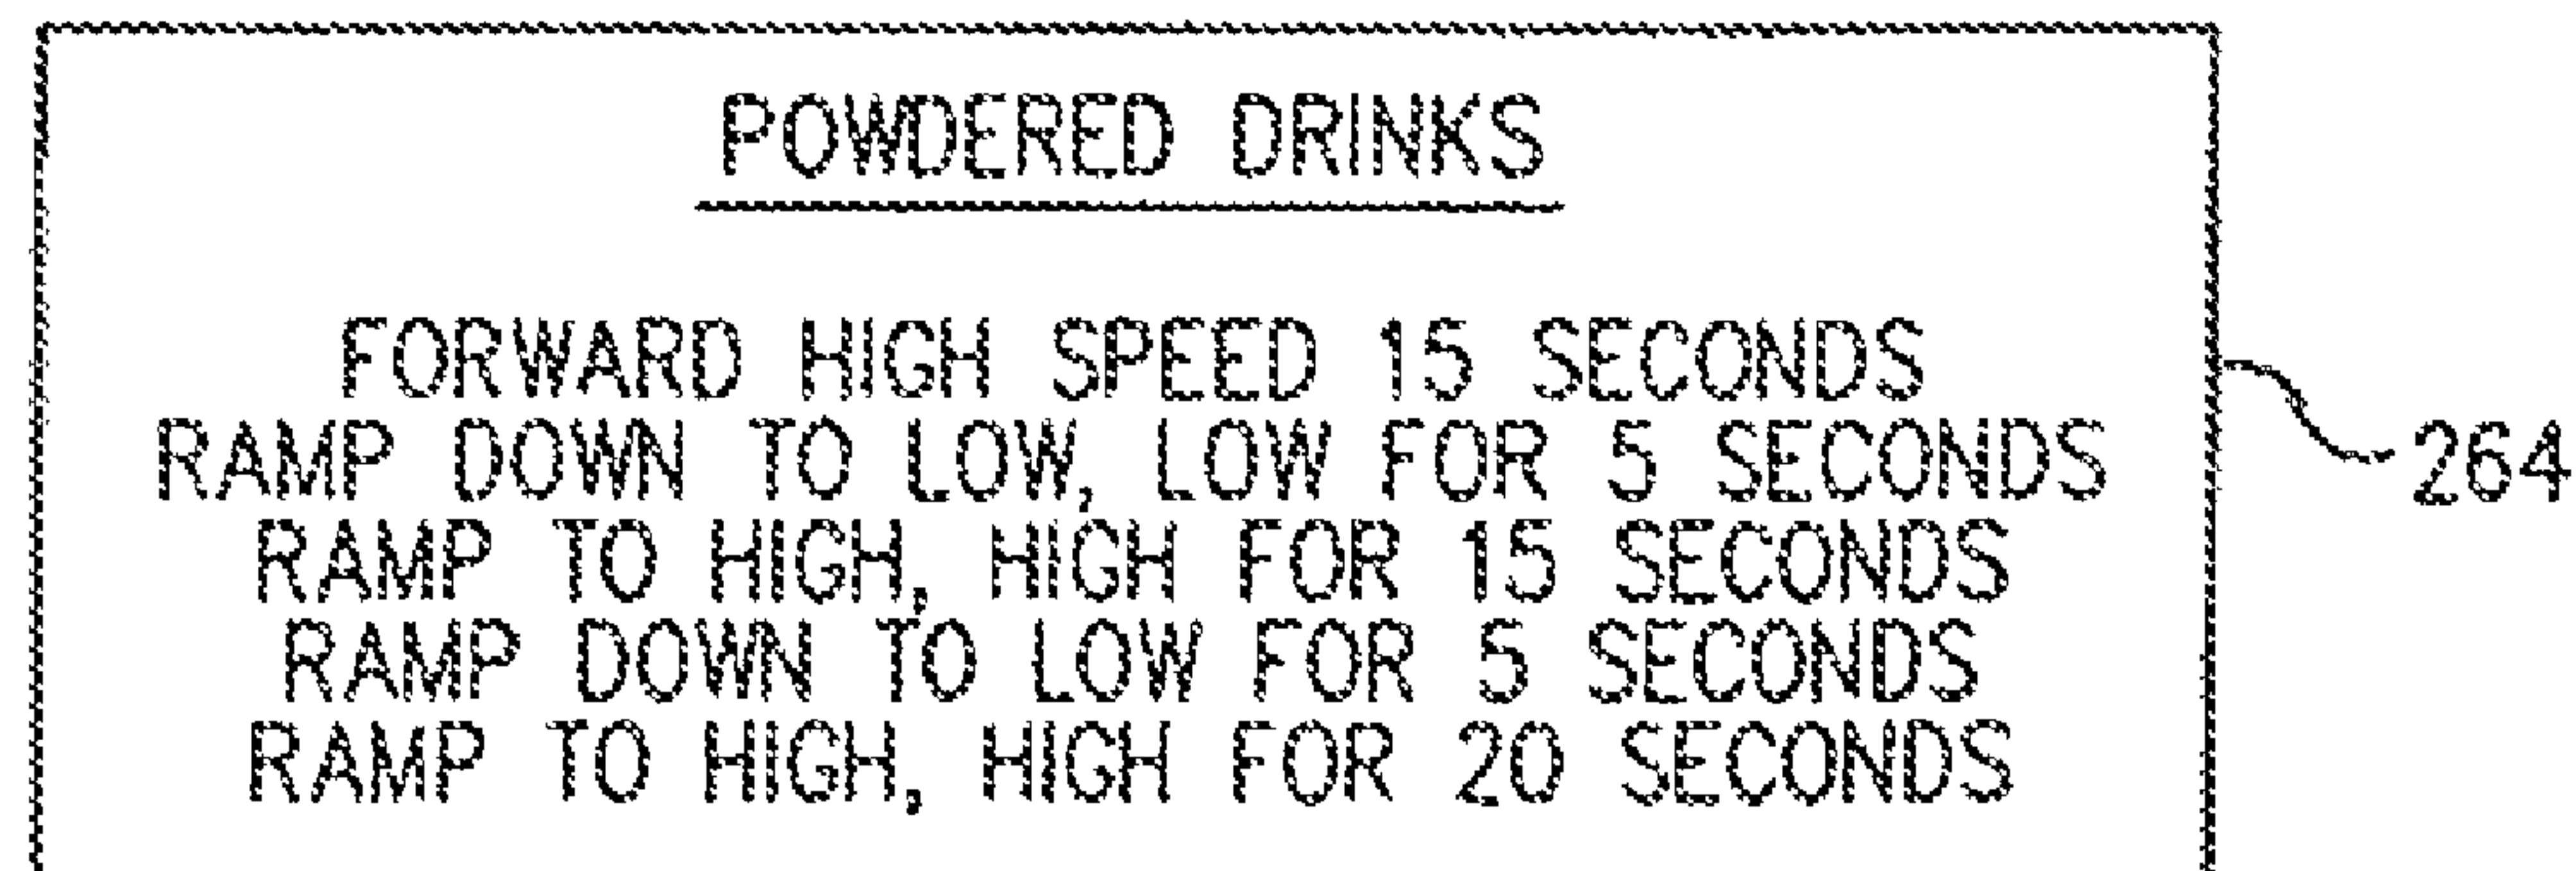 POWDERED DRINKS
FORWARD HIGH SPEED 15 SECONDS
RAMP DOWN TO LOW, LOW FOR 5 SECONDS
264
RAMP TO HIGH, HIGH FOR 15 SECONDS
RAMP DOWN TO LOW FOR 5 SECONDS
RAMP TO HIGH, HIGH FOR 20 SECONDS